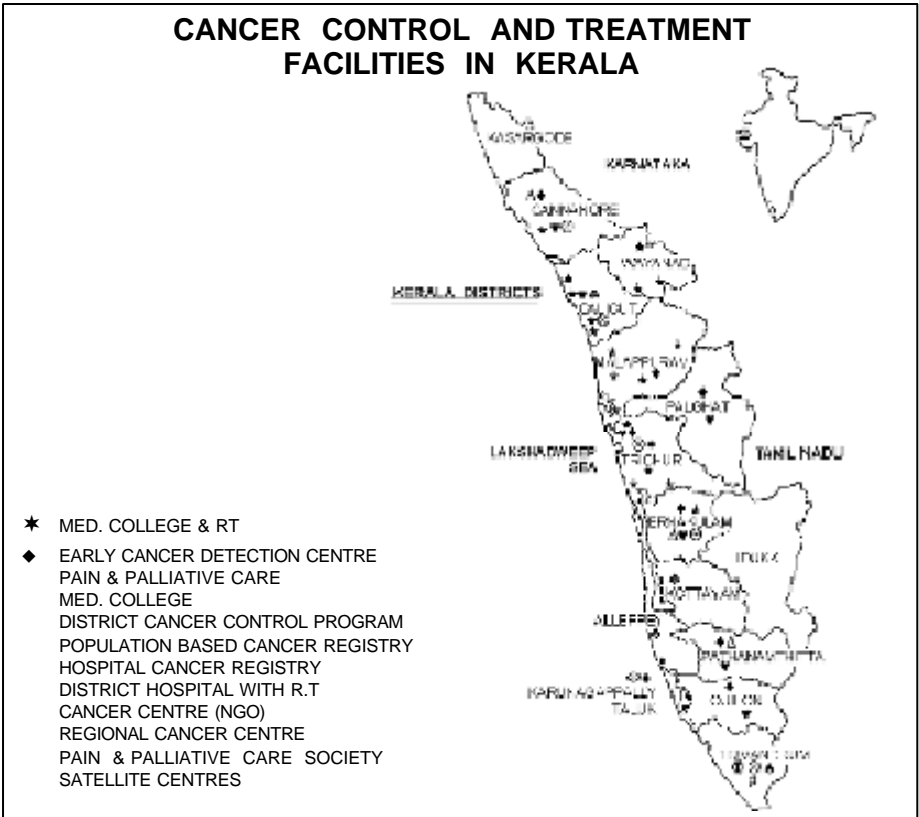 CANCER CONTROL AND TREATMENT
FACILITIES IN KERALA
KASARGODE
KARNATAKA
CANNANORE
WAYANAD
KERALA DISTRICTS
CALICUT
MALAPPURAM
PALGHAT
LAKSHADWEEP
SEA
TRICHUR
TAMIL NADU
ERNAKULAM
IDUKKI
KOTTAYAM
ALLEPPEY
PATHANAMTHITTA
KARUNAGAPPALLY
TALUK
QUILON
TRIVANDRUM
MED. COLLEGE & RT
EARLY CANCER DETECTION CENTRE
PAIN & PALLIATIVE CARE
MED. COLLEGE
DISTRICT CANCER CONTROL PROGRAM
POPULATION BASED CANCER REGISTRY
HOSPITAL CANCER REGISTRY
DISTRICT HOSPITAL WITH R.T
CANCER CENTRE (NGO)
REGIONAL CANCER CENTRE
PAIN & PALLIATIVE CARE SOCIETY
SATELLITE CENTRES